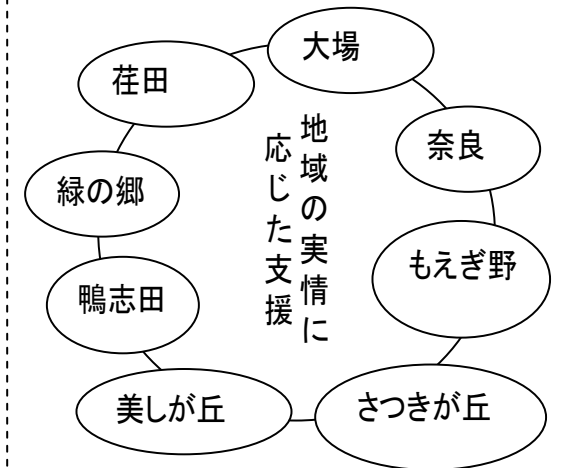 大場
荏田
奈良
地域の実情に
応じた支援
緑の郷
もえぎ野
鴨志田
美しが丘
さつきが丘